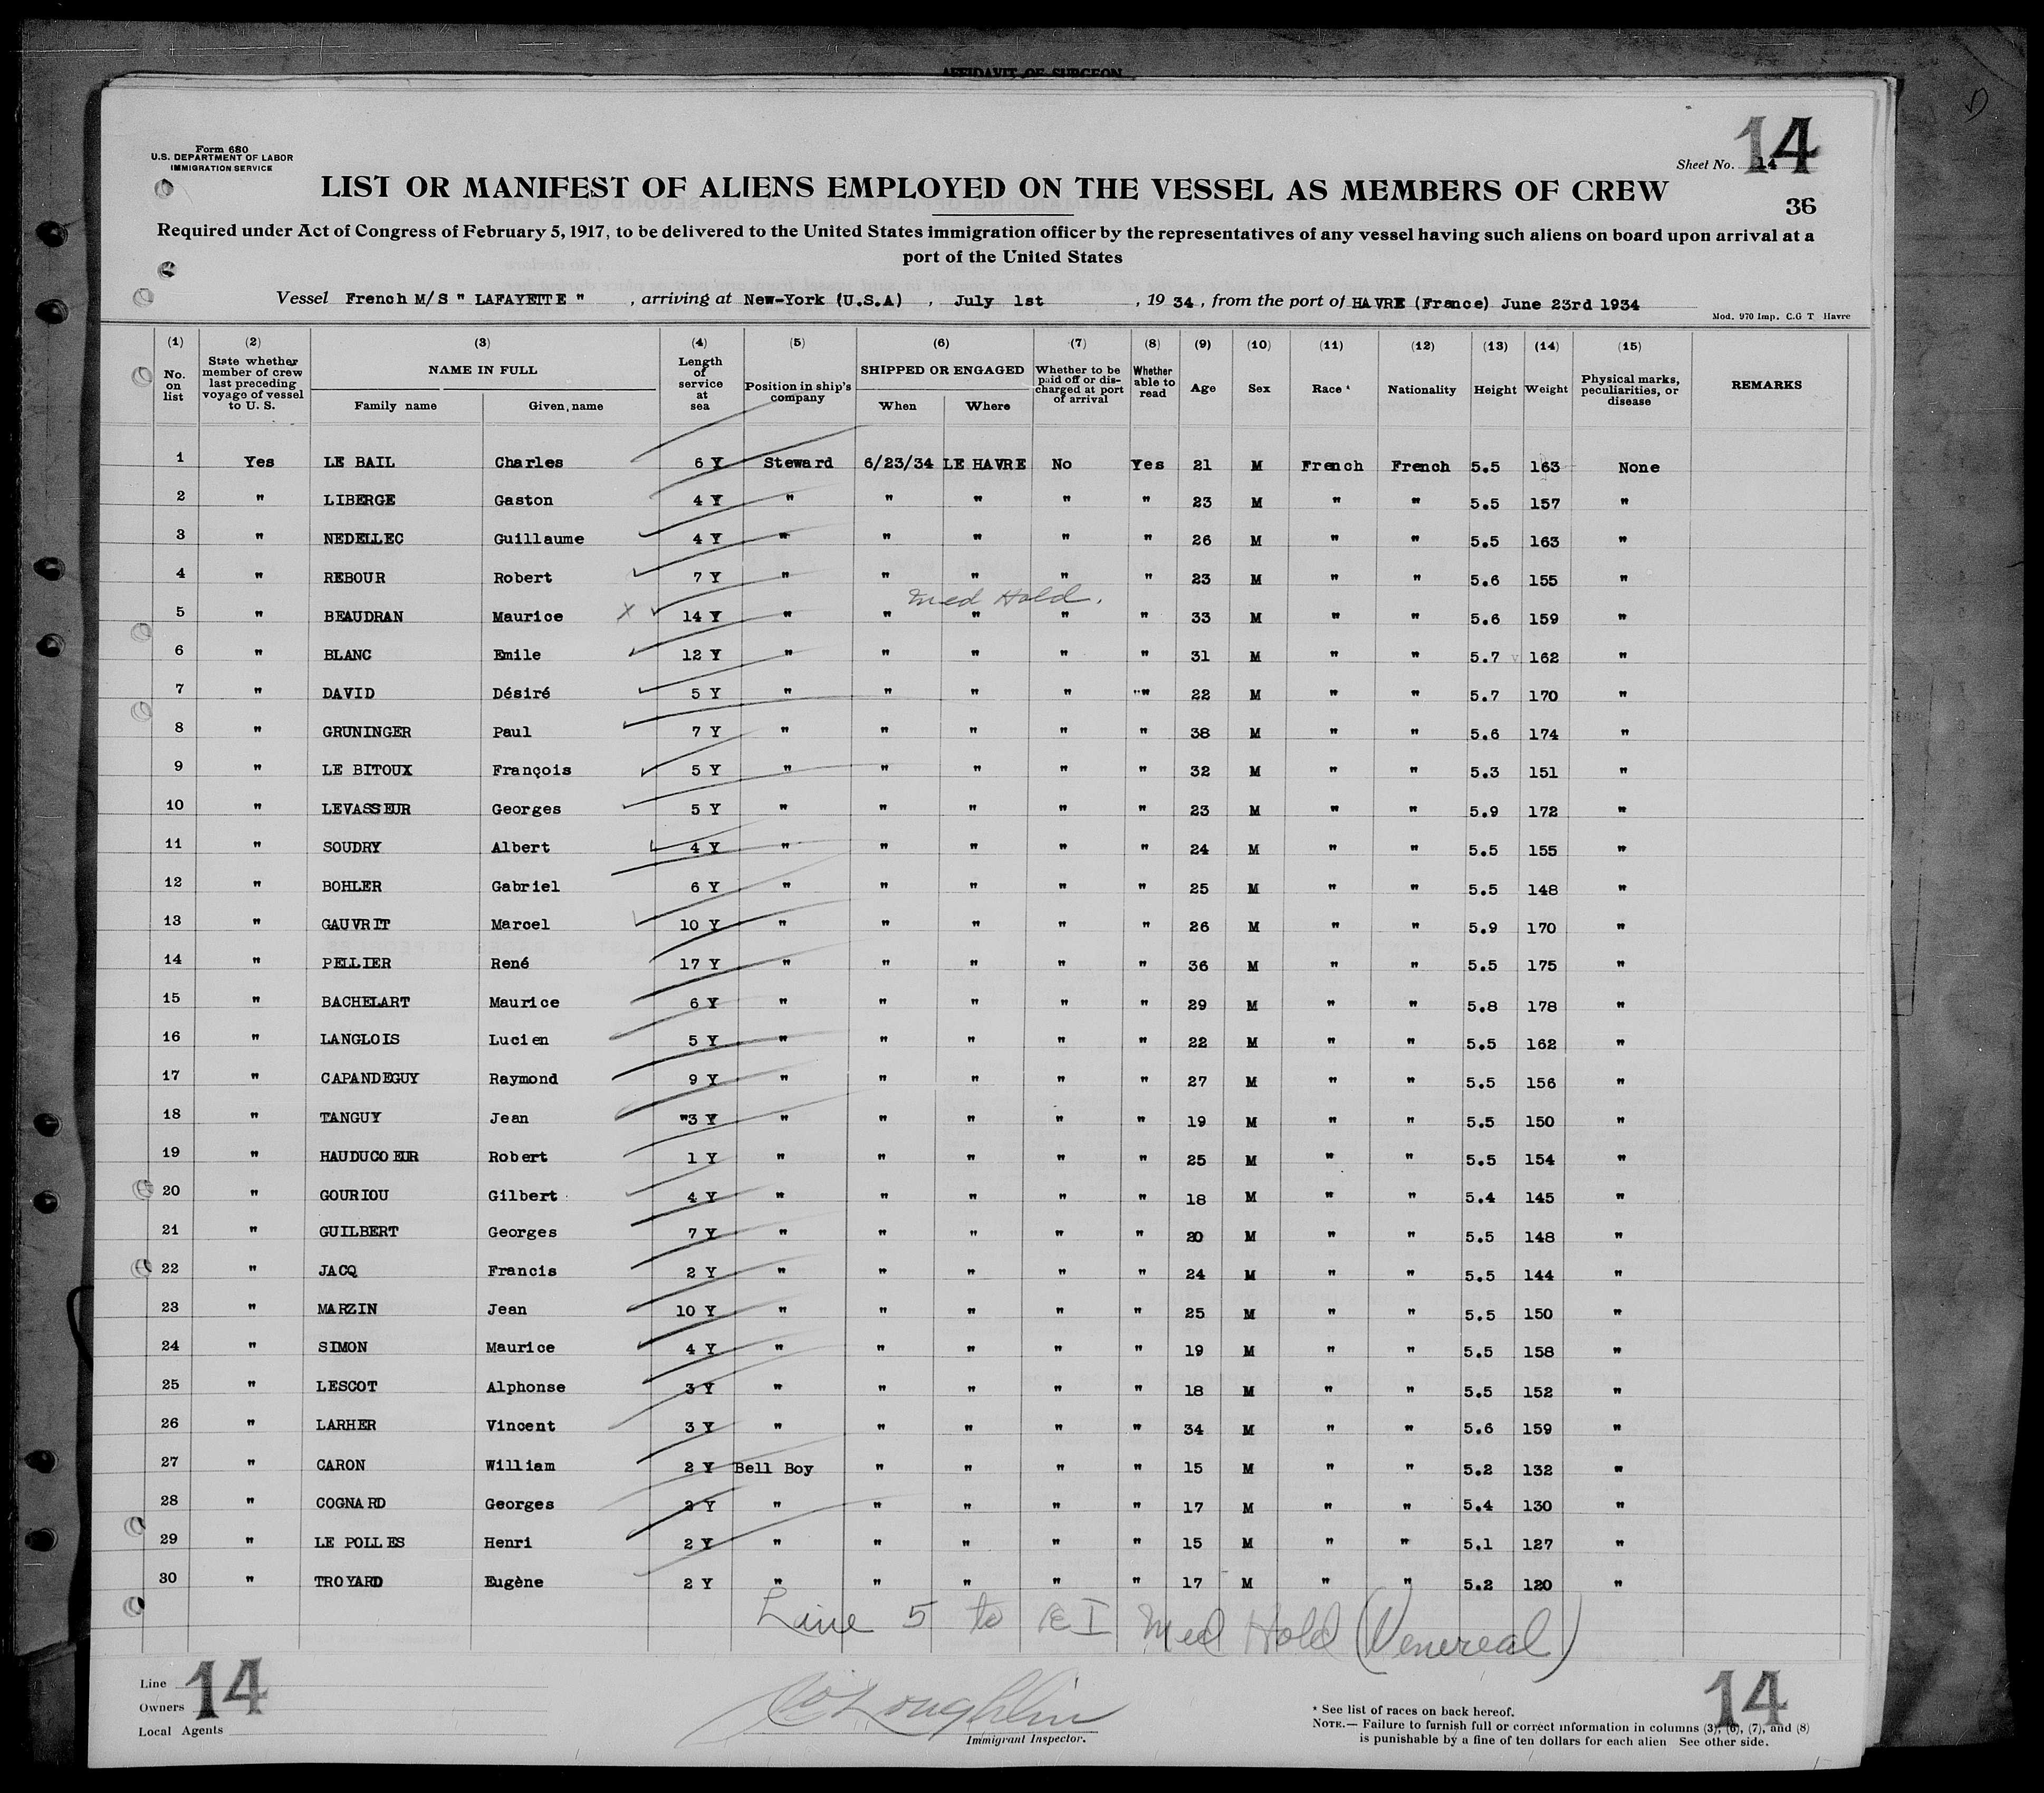 AFFIDAVIT OF SURGEON
14
Form 680
U.S. DEPARTMENT OF LABOR
IMMIGRATION SERVICE
Sheet No. 14
LIST OR MANIFEST OF ALIENS EMPLOYED ON THE VESSEL AS MEMBERS OF CREW
36
Required under Act of Congress of February 5, 1917, to be delivered to the United States immigration officer by the representatives of any vessel having such aliens on board upon arrival at a
port of the United States
Vessel French M/S " LAFAYETTE " , arriving at New-York (U.S.A) , July 1st , 19 34 , from the port of HAVRE (France) June 23rd 1934
Mod. 970 Imp. C.G T Havre
(1) (2) (3) (4) (5) (6) (7) (8) (9) (10) (11) (12) (13) (14) (15)
No. on list State whether member of crew last preceding voyage of vessel to U. S. NAME IN FULL Family name Given name Length of service at sea Position in ship's company SHIPPED OR ENGAGED When Where Whether to be paid off or discharged at port of arrival Whether able to read Age Sex Race * Nationality Height Weight Physical marks, peculiarities, or disease REMARKS
1 Yes LE BAIL Charles 6 Y Steward 6/23/34 LE HAVRE No Yes 21 M French French 5.5 163 None
2 " LIBERGE Gaston 4 Y " " " " " 23 M " " 5.5 157 "
3 " NEDELLEC Guillaume 4 Y " " " " " 26 M " " 5.5 163 "
4 " REBOUR Robert 7 Y " " " " " 23 M " " 5.6 155 "
Med Hold.
5 " BEAUDRAN Maurice X 14 Y " " " " " 33 M " " 5.6 159 "
6 " BLANC Emile 12 Y " " " " " 31 M " " 5.7 162 "
7 " DAVID Désiré 5 Y " " " " " 22 M " " 5.7 170 "
8 " GRUNINGER Paul 7 Y " " " " " 38 M " " 5.6 174 "
9 " LE BITOUX François 5 Y " " " " " 32 M " " 5.3 151 "
10 " LEVASSEUR Georges 5 Y " " " " " 23 M " " 5.9 172 "
11 " SOUDRY Albert 4 Y " " " " " 24 M " " 5.5 155 "
12 " BOHLER Gabriel 6 Y " " " " " 25 M " " 5.5 148 "
13 " GAUVRIT Marcel 10 Y " " " " " 26 M " " 5.9 170 "
14 " PELLIER René 17 Y " " " " " 36 M " " 5.5 175 "
15 " BACHELART Maurice 6 Y " " " " " 29 M " " 5.8 178 "
16 " LANGLOIS Lucien 5 Y " " " " " 22 M " " 5.5 162 "
17 " CAPANDEGUY Raymond 9 Y " " " " " 27 M " " 5.5 156 "
18 " TANGUY Jean "3 Y " " " " " 19 M " " 5.5 150 "
19 " HAUDUCOEUR Robert 1 Y " " " " " 25 M " " 5.5 154 "
20 " GOURIOU Gilbert 4 Y " " " " " 18 M " " 5.4 145 "
21 " GUILBERT Georges 7 Y " " " " " 20 M " " 5.5 148 "
22 " JACQ Francis 2 Y " " " " " 24 M " " 5.5 144 "
23 " MARZIN Jean 10 Y " " " " " 25 M " " 5.5 150 "
24 " SIMON Maurice 4 Y " " " " " 19 M " " 5.5 158 "
25 " LESCOT Alphonse 3 Y " " " " " 18 M " " 5.5 152 "
26 " LARHER Vincent 3 Y " " " " " 34 M " " 5.6 159 "
27 " CARON William 2 Y Bell Boy " " " " 15 M " " 5.2 132 "
28 " COGNARD Georges 2 Y " " " " " 17 M " " 5.4 130 "
29 " LE POLLES Henri 2 Y " " " " " 15 M " " 5.1 127 "
30 " TROYARD Eugène 2 Y " " " " " 17 M " " 5.2 120 "
Line 5 to E I Med Hold (Venereal)
Line
Owners
Local Agents
14
O'Loughlin
Immigrant Inspector.
14
* See list of races on back hereof.
NOTE.— Failure to furnish full or correct information in columns (3), (6), (7), and (8)
is punishable by a fine of ten dollars for each alien See other side.